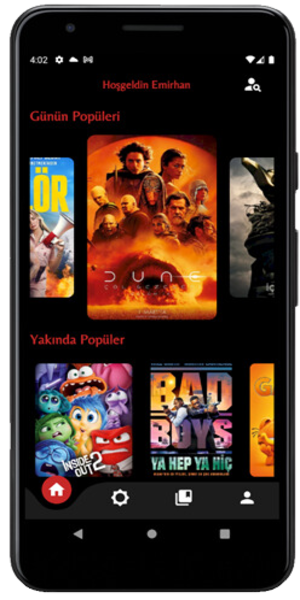 4:02
Hoşgeldin Emirhan
Günün Popüleri
ÖR
DUNE
Yakında Popüler
INSIDE OUT 2
BAD
BOYS
YA HEP YA HİÇ
G